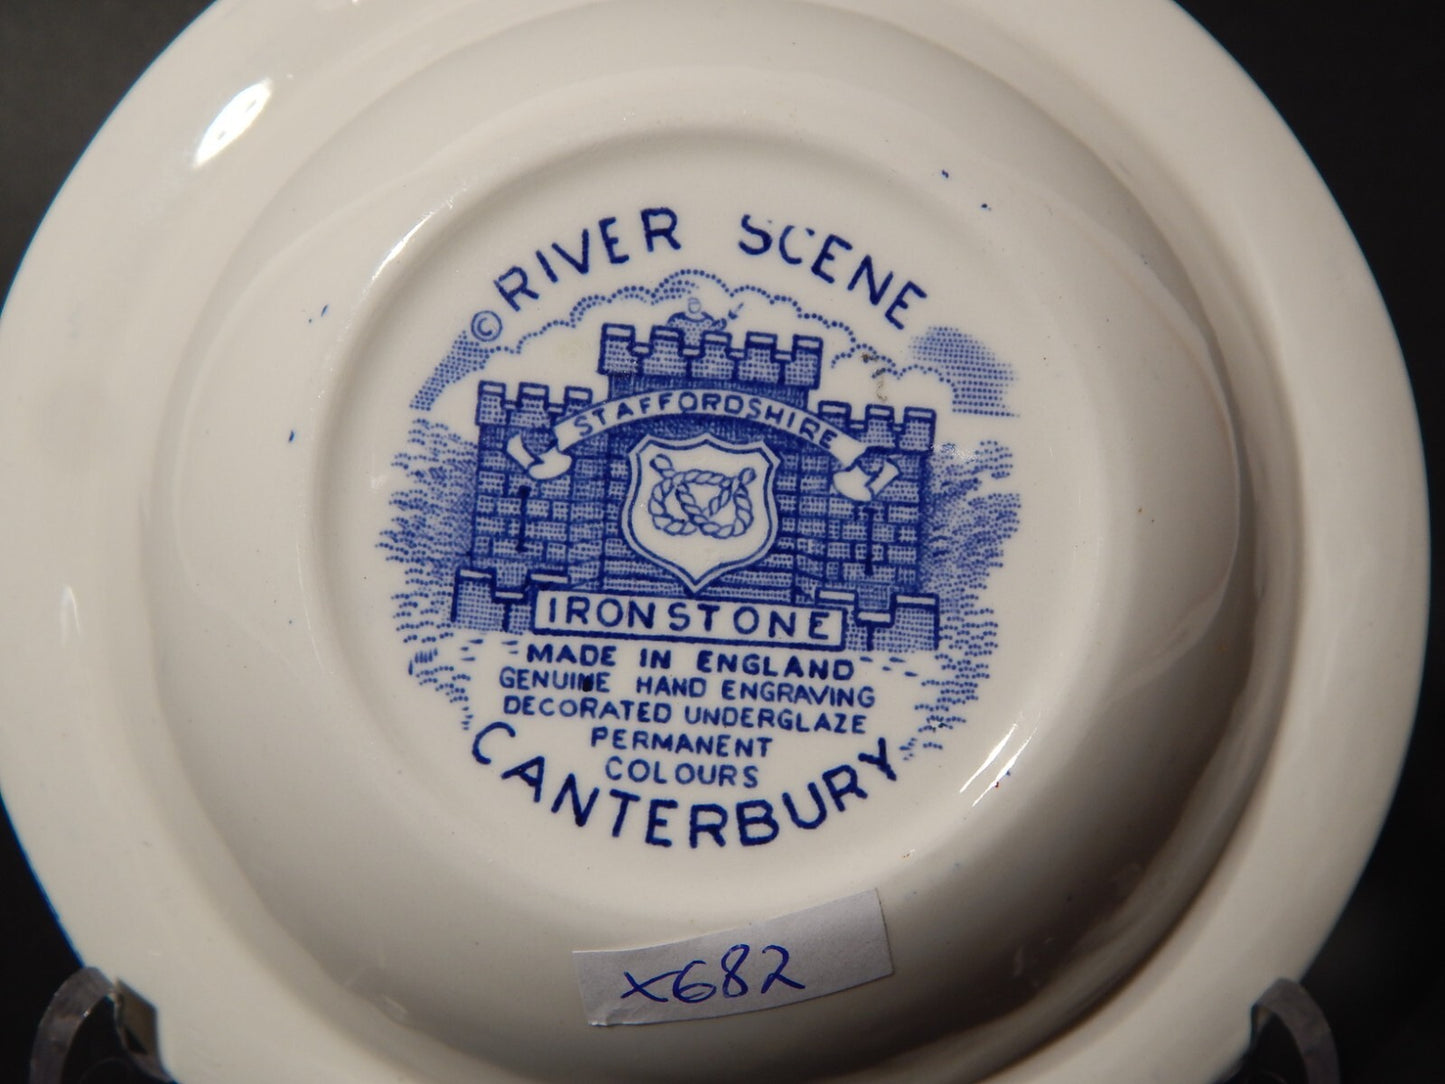 © RIVER SCENE
STAFFORDSHIRE
IRONSTONE
MADE IN ENGLAND
GENUINE HAND ENGRAVING
DECORATED UNDERGLAZE
PERMANENT
COLOURS
CANTERBURY
x682